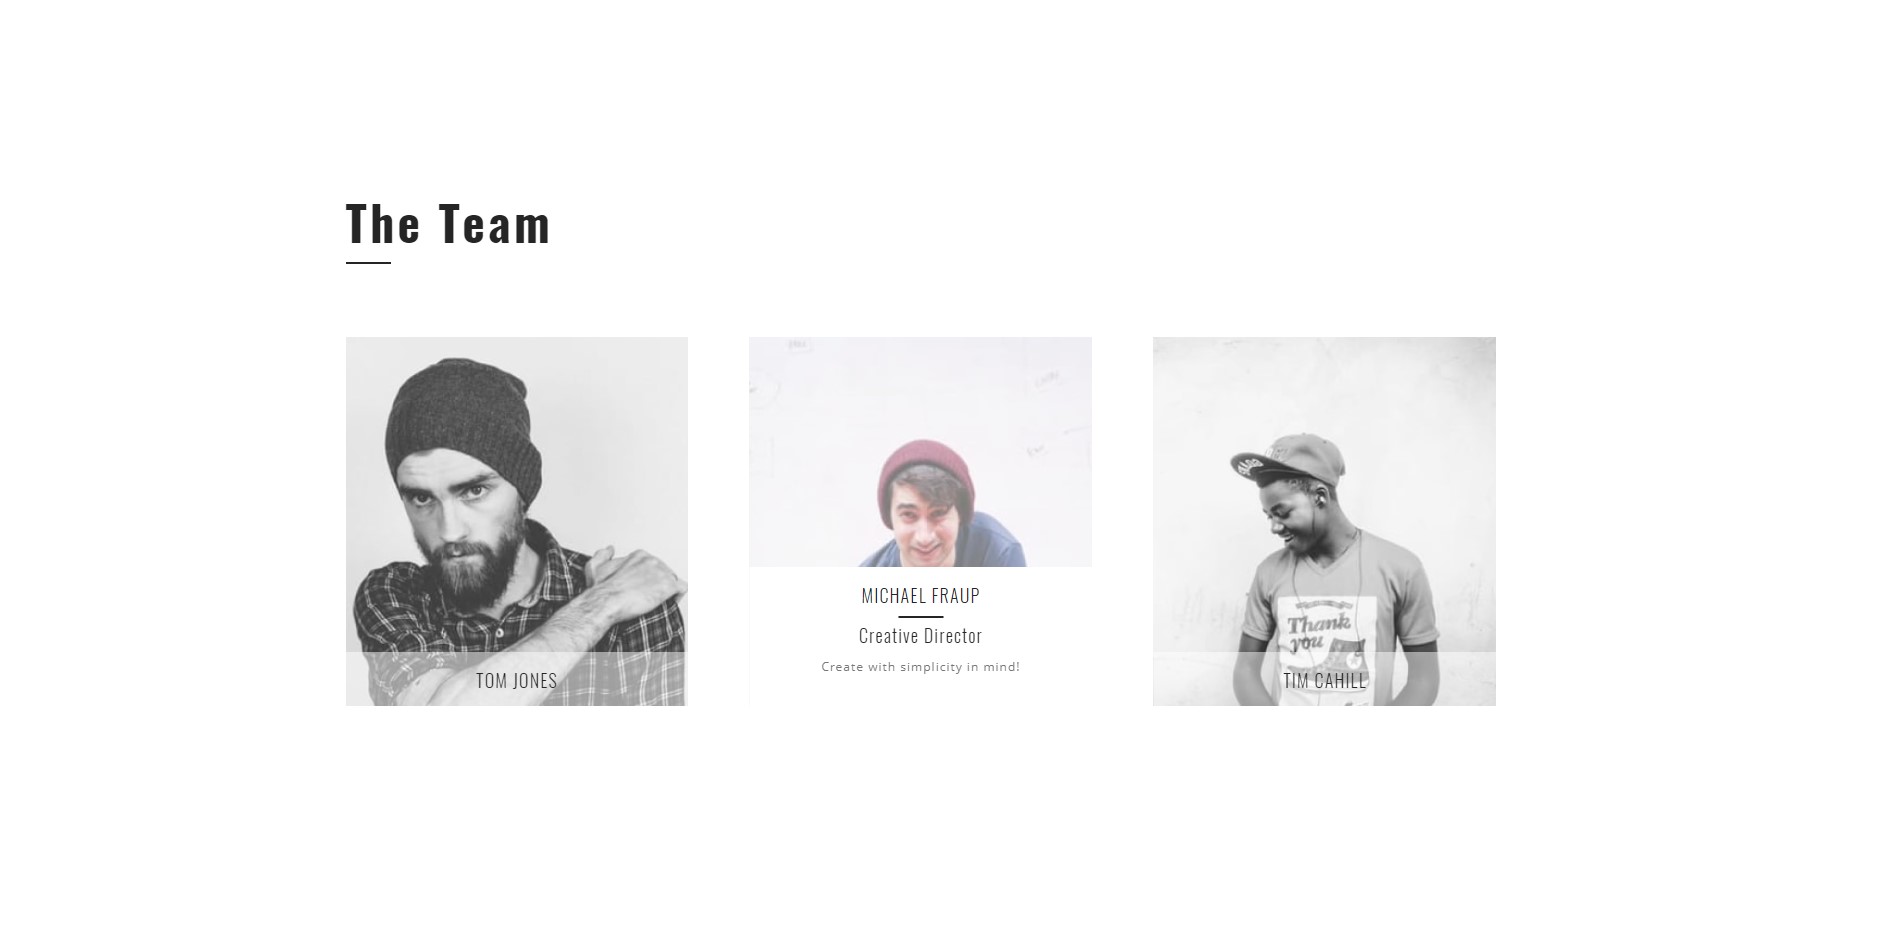 The Team
MICHAEL FRAUP
Creative Director
Create with simplicity in mind!
Thank
you
TOM JONES
TIM CAHILL